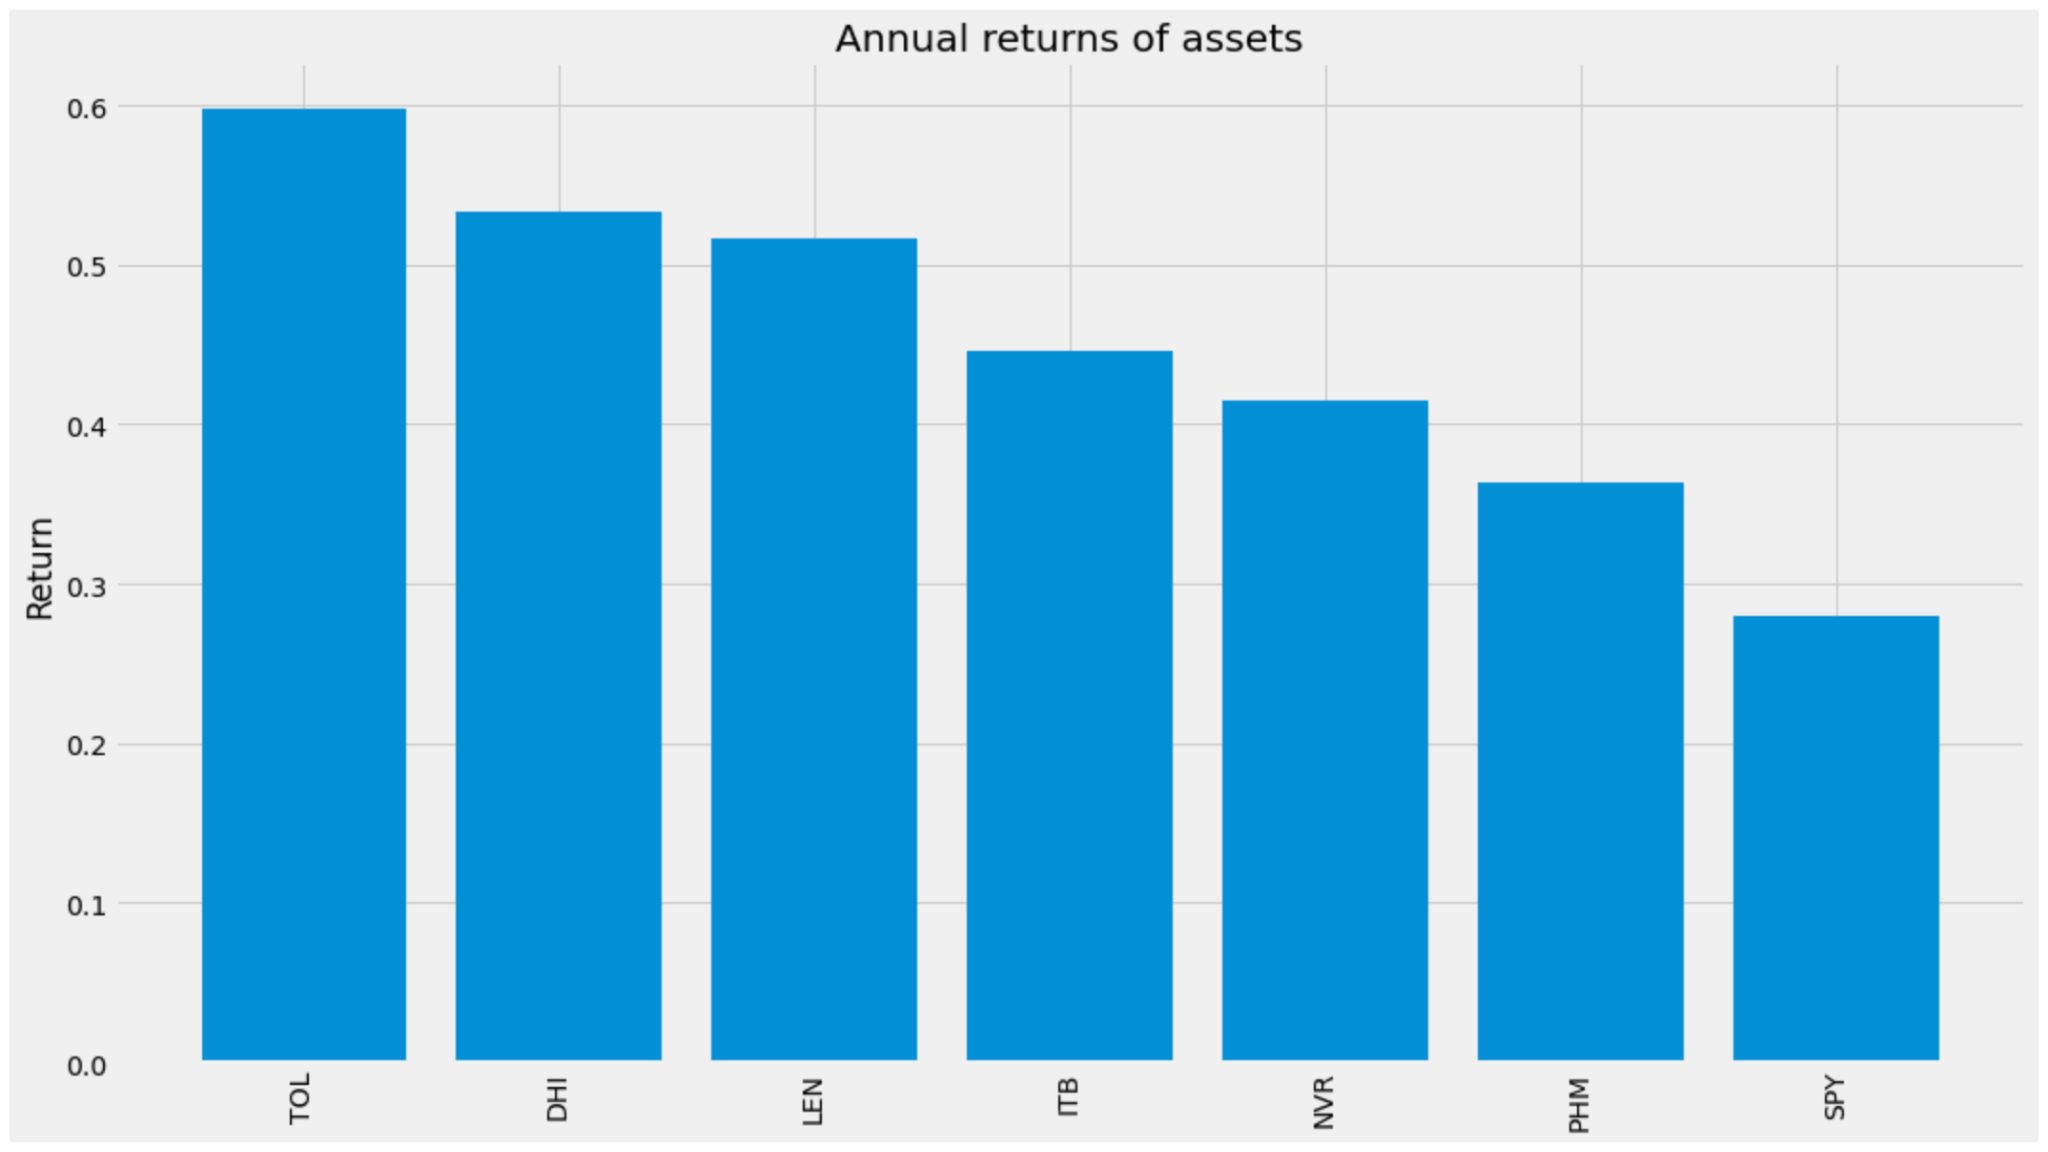 Annual returns of assets
Return
0.6
0.5
0.4
0.3
0.2
0.1
0.0
TOL
DHI
LEN
ITB
NVR
PHM
SPY